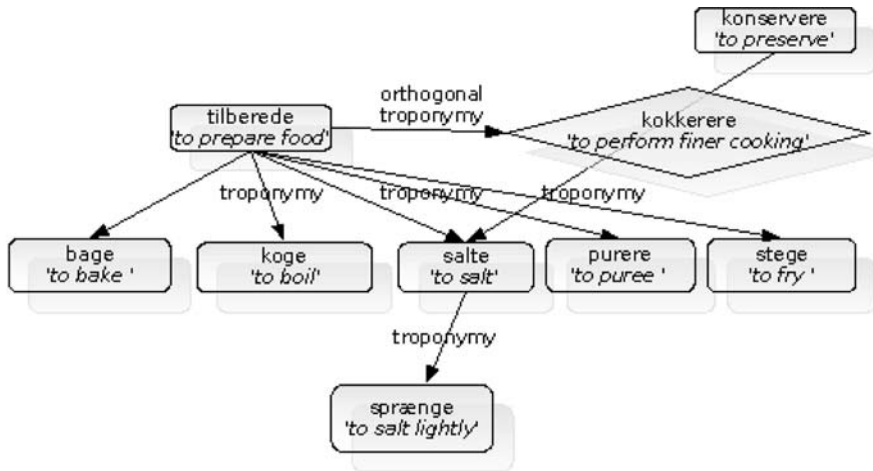 konservere
'to preserve'
orthogonal
troponymy
tilberede
'to prepare food'
kokkerere
'to perform finer cooking'
troponymy
troponymy
troponymy
bage
'to bake '
koge
'to boil'
salte
'to salt'
purere
'to puree '
stege
'to fry '
troponymy
sprænge
'to salt lightly'